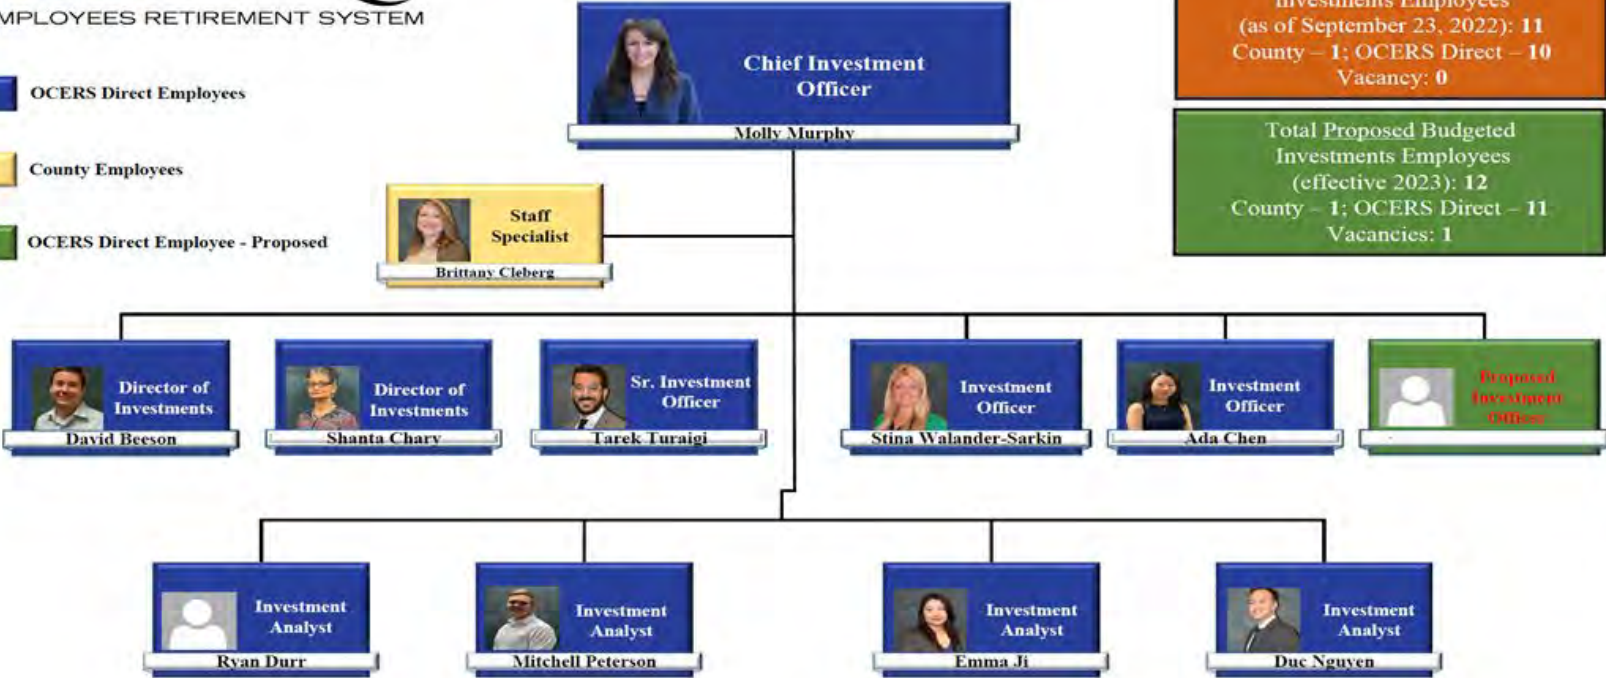 MPLOYEES RETIREMENT SYSTEM
OCERS Direct Employees
County Employees
OCERS Direct Employee - Proposed
Chief Investment
Officer
Molly Murphy
Investments Employees
(as of September 23, 2022): 11
County – 1; OCERS Direct – 10
Vacancy: 0
Total Proposed Budgeted
Investments Employees
(effective 2023): 12
County – 1; OCERS Direct – 11
Vacancies: 1
Staff
Specialist
Brittany Cleberg
Director of
Investments
David Beeson
Director of
Investments
Shanta Chary
Sr. Investment
Officer
Tarek Turaigi
Investment
Officer
Stina Walander-Sarkin
Investment
Officer
Ada Chen
Proposed
Investment
Officer
Investment
Analyst
Ryan Durr
Investment
Analyst
Mitchell Peterson
Investment
Analyst
Emma Ji
Investment
Analyst
Duc Nguyen